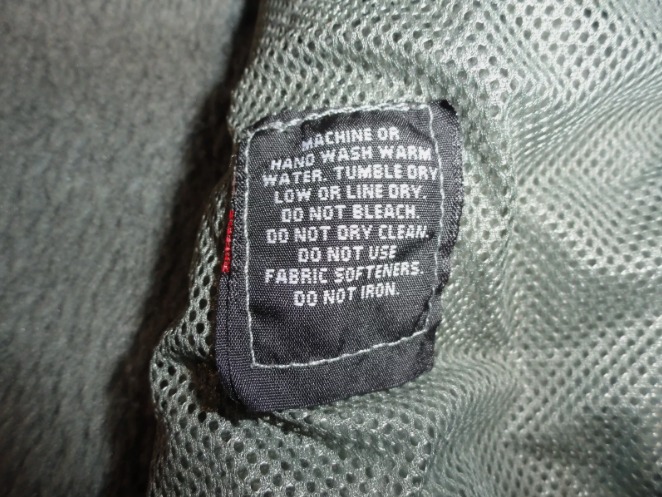 MACHINE OR
HAND WASH WARM
WATER. TUMBLE DRY
LOW OR LINE DRY.
DO NOT BLEACH.
DO NOT DRY CLEAN.
DO NOT USE
FABRIC SOFTENERS.
DO NOT IRON.